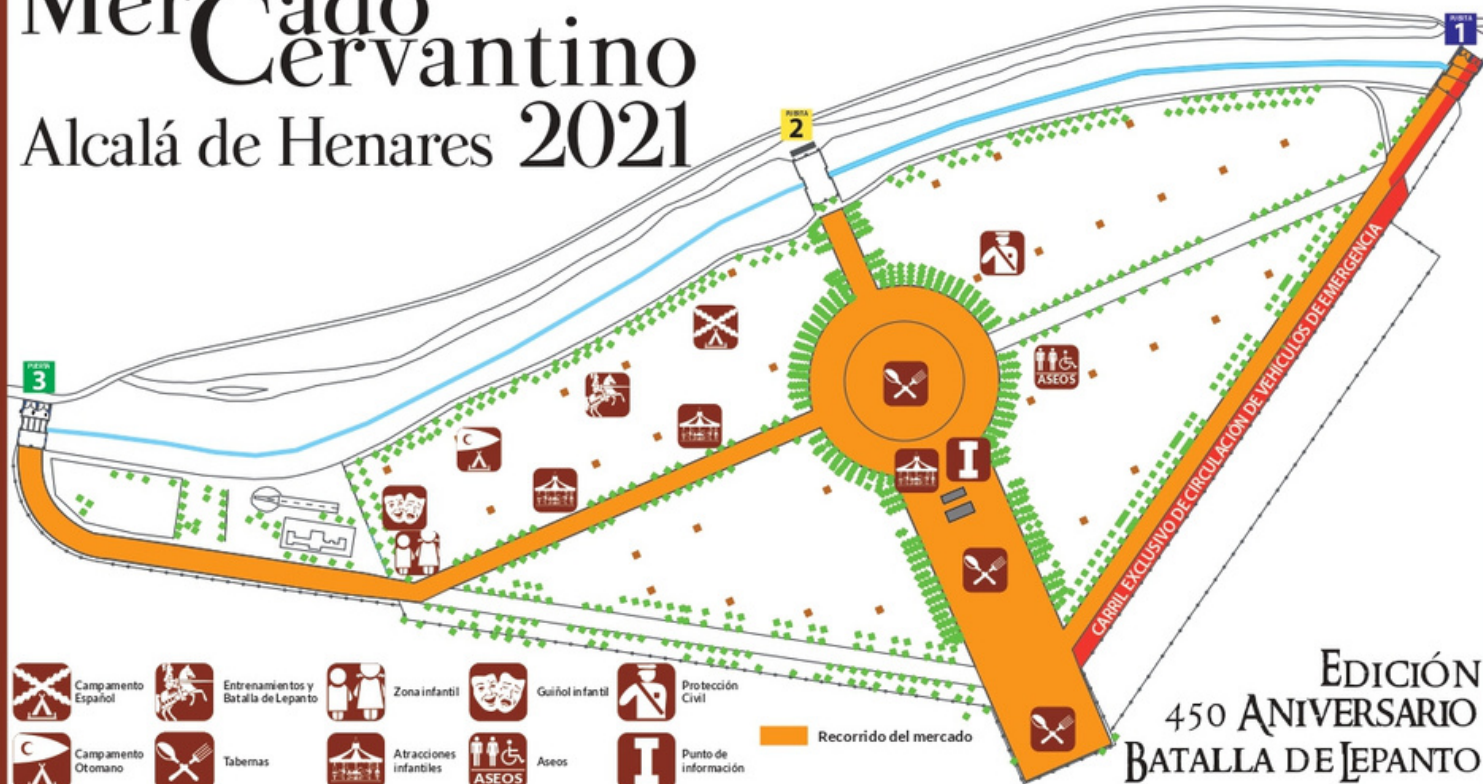 Mercado
Cervantino
Alcalá de Henares 2021
PUERTA
1
PUERTA
2
PUERTA
3
ASEOS
I
CARRIL EXCLUSIVO DE CIRCULACIÓN DE VEHÍCULOS DE EMERGENCIA
Campamento
Español
Entrenamientos y
Batalla de Lepanto
Zona infantil
Guiñol infantil
Protección
Civil
Campamento
Otomano
Tabernas
Atracciones
infantiles
ASEOS
Aseos
I
Punto de
información
Recorrido del mercado
EDICIÓN
450 ANIVERSARIO
BATALLA DE LEPANTO